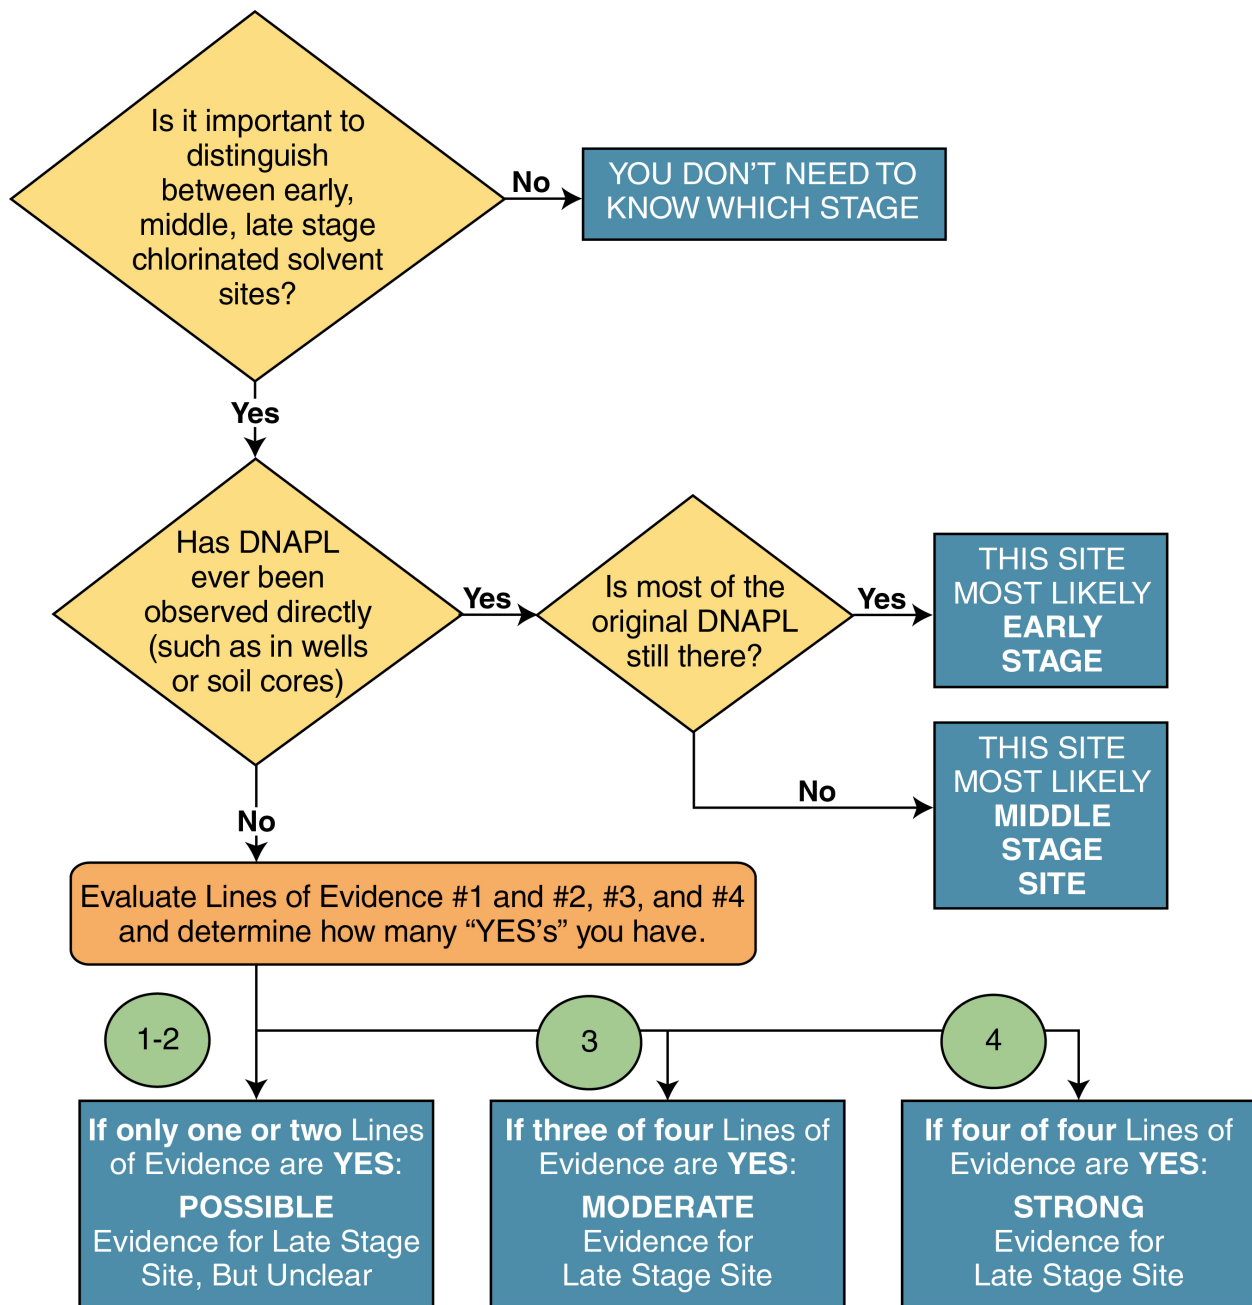 Is it important to
distinguish
between early,
middle, late stage
chlorinated solvent
sites?
No
YOU DON’T NEED TO
KNOW WHICH STAGE
Yes
Has DNAPL
ever been
observed directly
(such as in wells
or soil cores)
Yes
Is most of the
original DNAPL
still there?
Yes
THIS SITE
MOST LIKELY
EARLY
STAGE
No
THIS SITE
MOST LIKELY
MIDDLE
STAGE
SITE
No
Evaluate Lines of Evidence #1 and #2, #3, and #4
and determine how many “YES’s” you have.
1-2
3
4
If only one or two Lines
of Evidence are YES:
POSSIBLE
Evidence for Late Stage
Site, But Unclear
If three of four Lines of
Evidence are YES:
MODERATE
Evidence for
Late Stage Site
If four of four Lines of
Evidence are YES:
STRONG
Evidence for
Late Stage Site